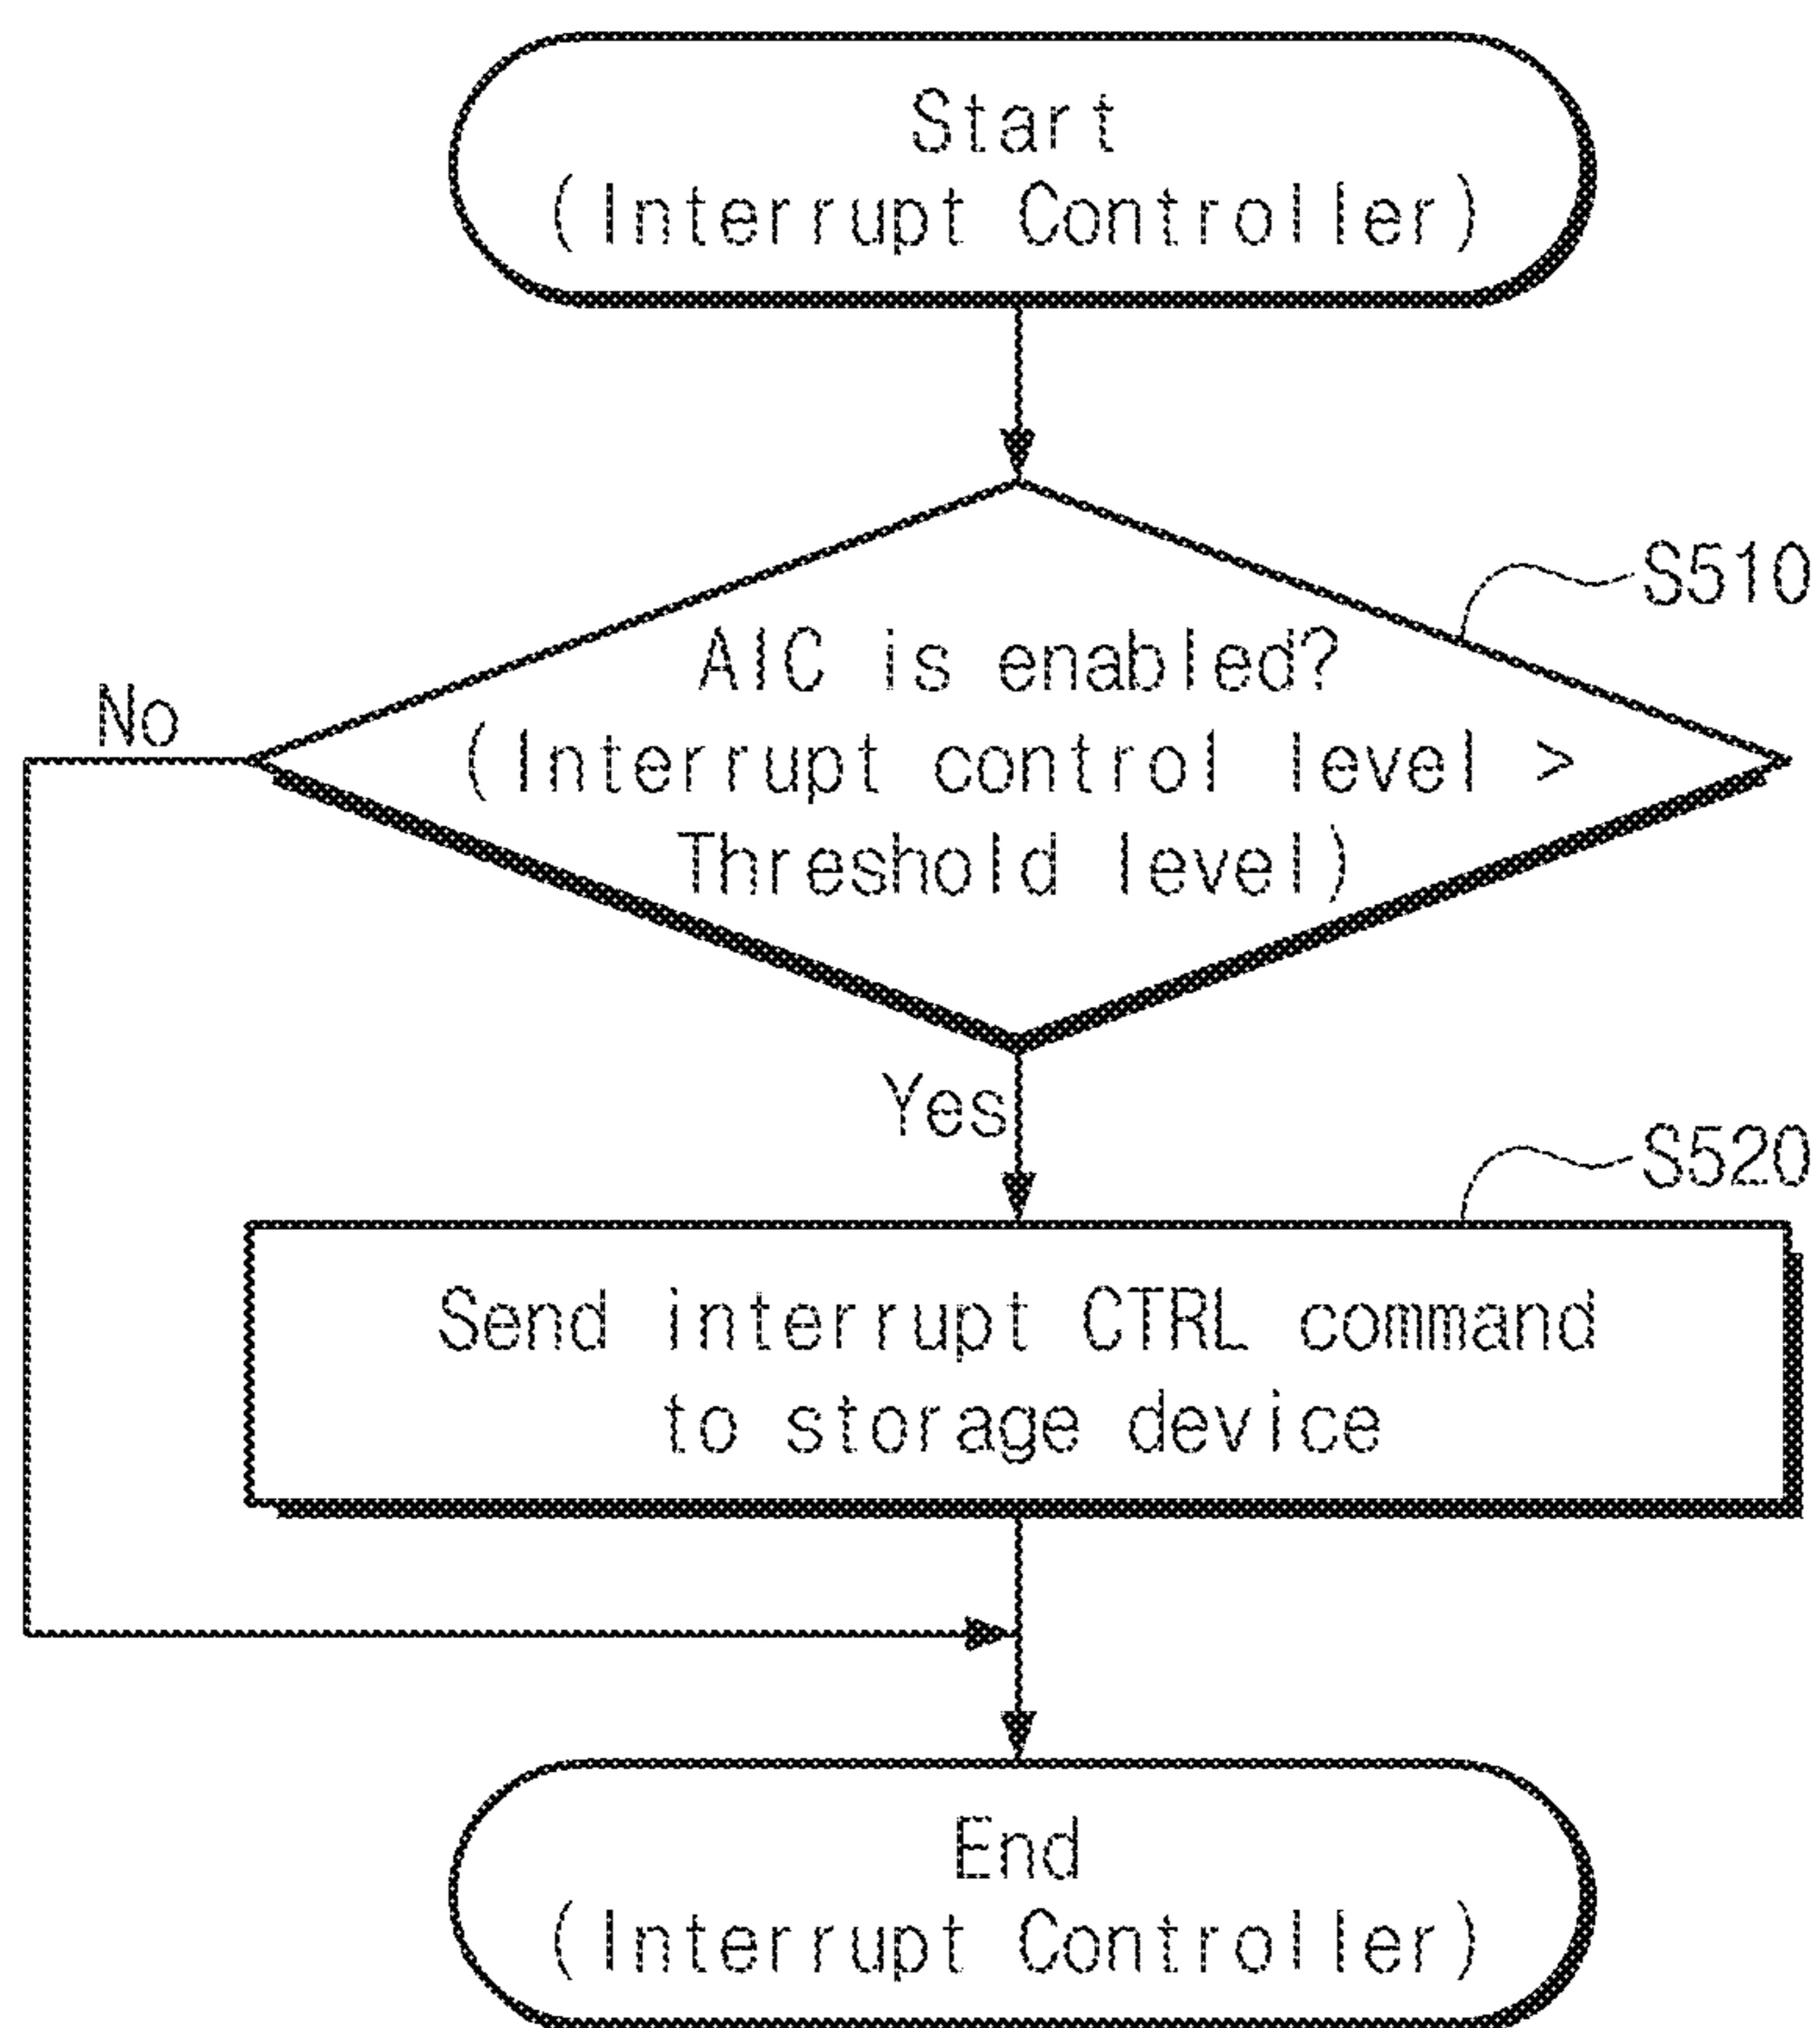 Start
(Interrupt Controller)
S510
AIC is enabled?
No
(Interrupt control level >
Threshold level)
Yes
S520
Send interrupt CTRL command
to storage device
End
(Interrupt Controller)